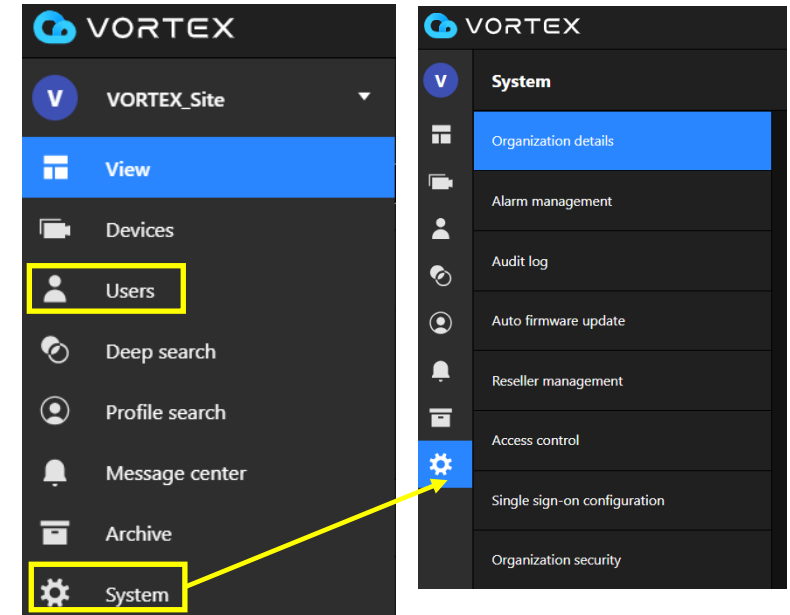 VORTEX
V
VORTEX_Site
View
Devices
Users
Deep search
Profile search
Message center
Archive
System
VORTEX
V
System
Organization details
Alarm management
Audit log
Auto firmware update
Reseller management
Access control
Single sign-on configuration
Organization security